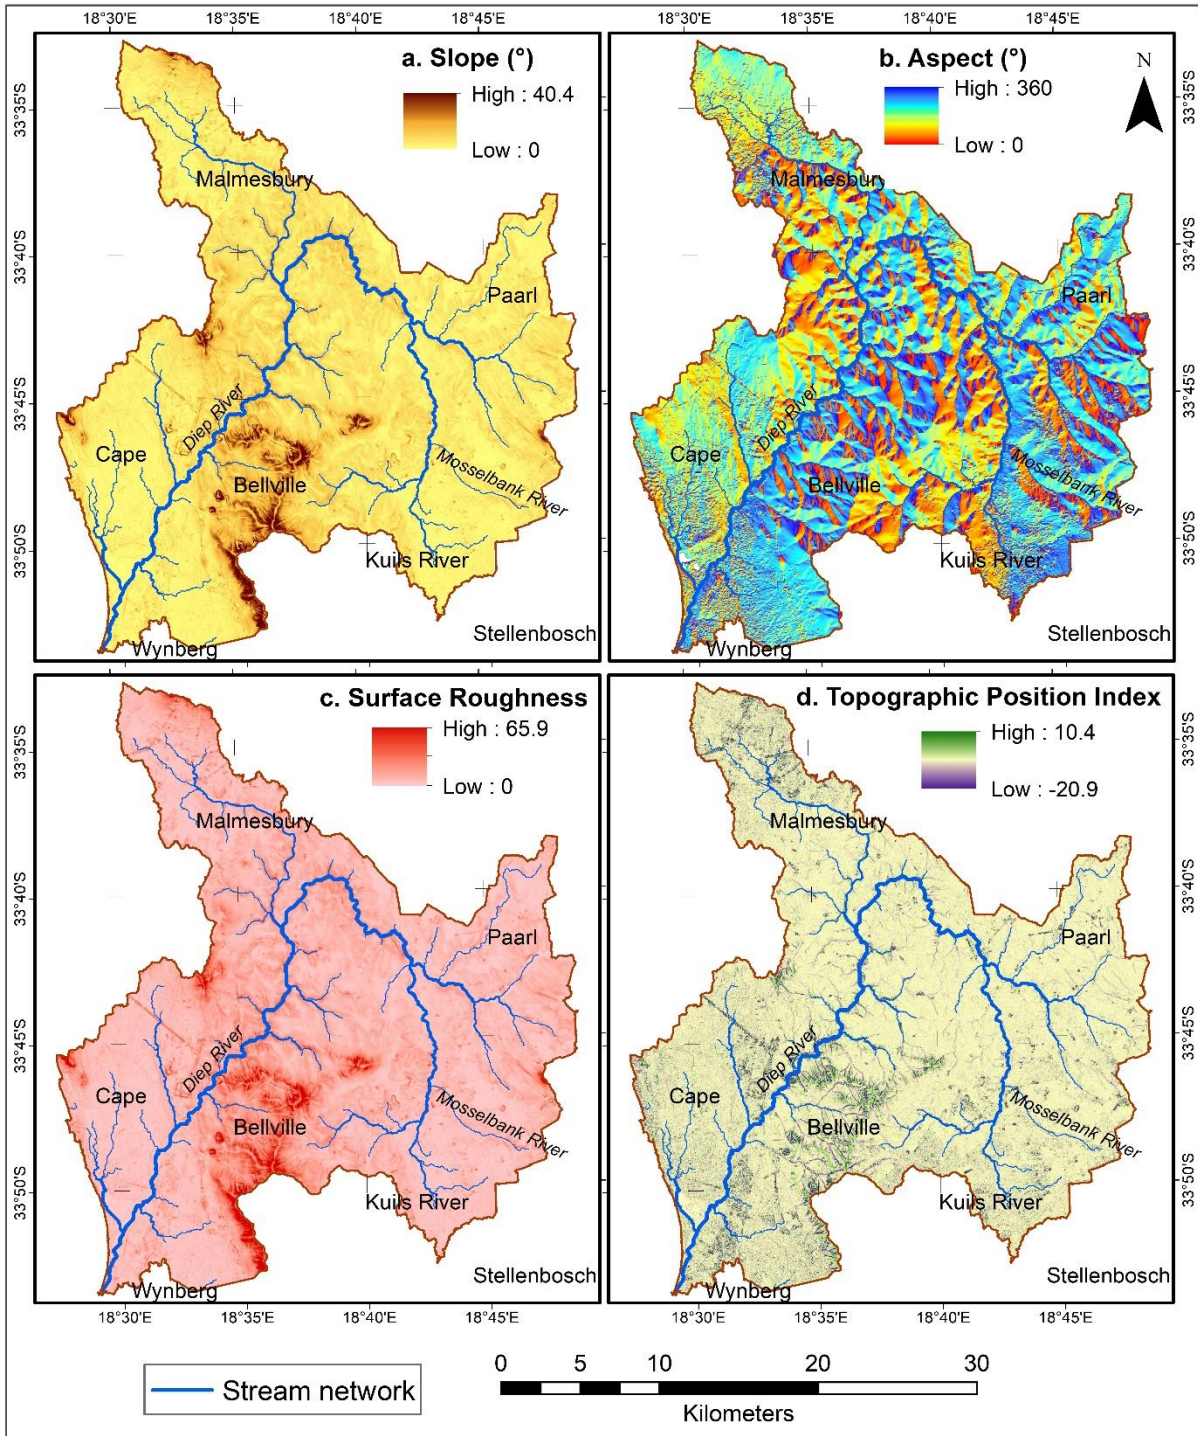 18°30'E 18°35'E 18°40'E 18°45'E 18°30'E 18°35'E 18°40'E 18°45'E
a. Slope (°)
High : 40.4
Low : 0
33°35'S
33°40'S
33°45'S
33°50'S
Malmesbury
Paarl
Diep River
Cape
Bellville
Mosselbank River
Kuils River
Stellenbosch
Wynberg
b. Aspect (°)
High : 360
Low : 0
N
33°35'S
33°40'S
33°45'S
33°50'S
Malmesbury
Paarl
Diep River
Cape
Bellville
Mosselbank River
Kuils River
Stellenbosch
Wynberg
c. Surface Roughness
High : 65.9
Low : 0
33°35'S
33°40'S
33°45'S
33°50'S
Malmesbury
Paarl
Diep River
Cape
Bellville
Mosselbank River
Kuils River
Stellenbosch
Wynberg
d. Topographic Position Index
High : 10.4
Low : -20.9
33°35'S
33°40'S
33°45'S
33°50'S
Malmesbury
Paarl
Diep River
Cape
Bellville
Mosselbank River
Kuils River
Stellenbosch
Wynberg
18°30'E 18°35'E 18°40'E 18°45'E 18°30'E 18°35'E 18°40'E 18°45'E
Stream network
0 5 10 20 30
Kilometers